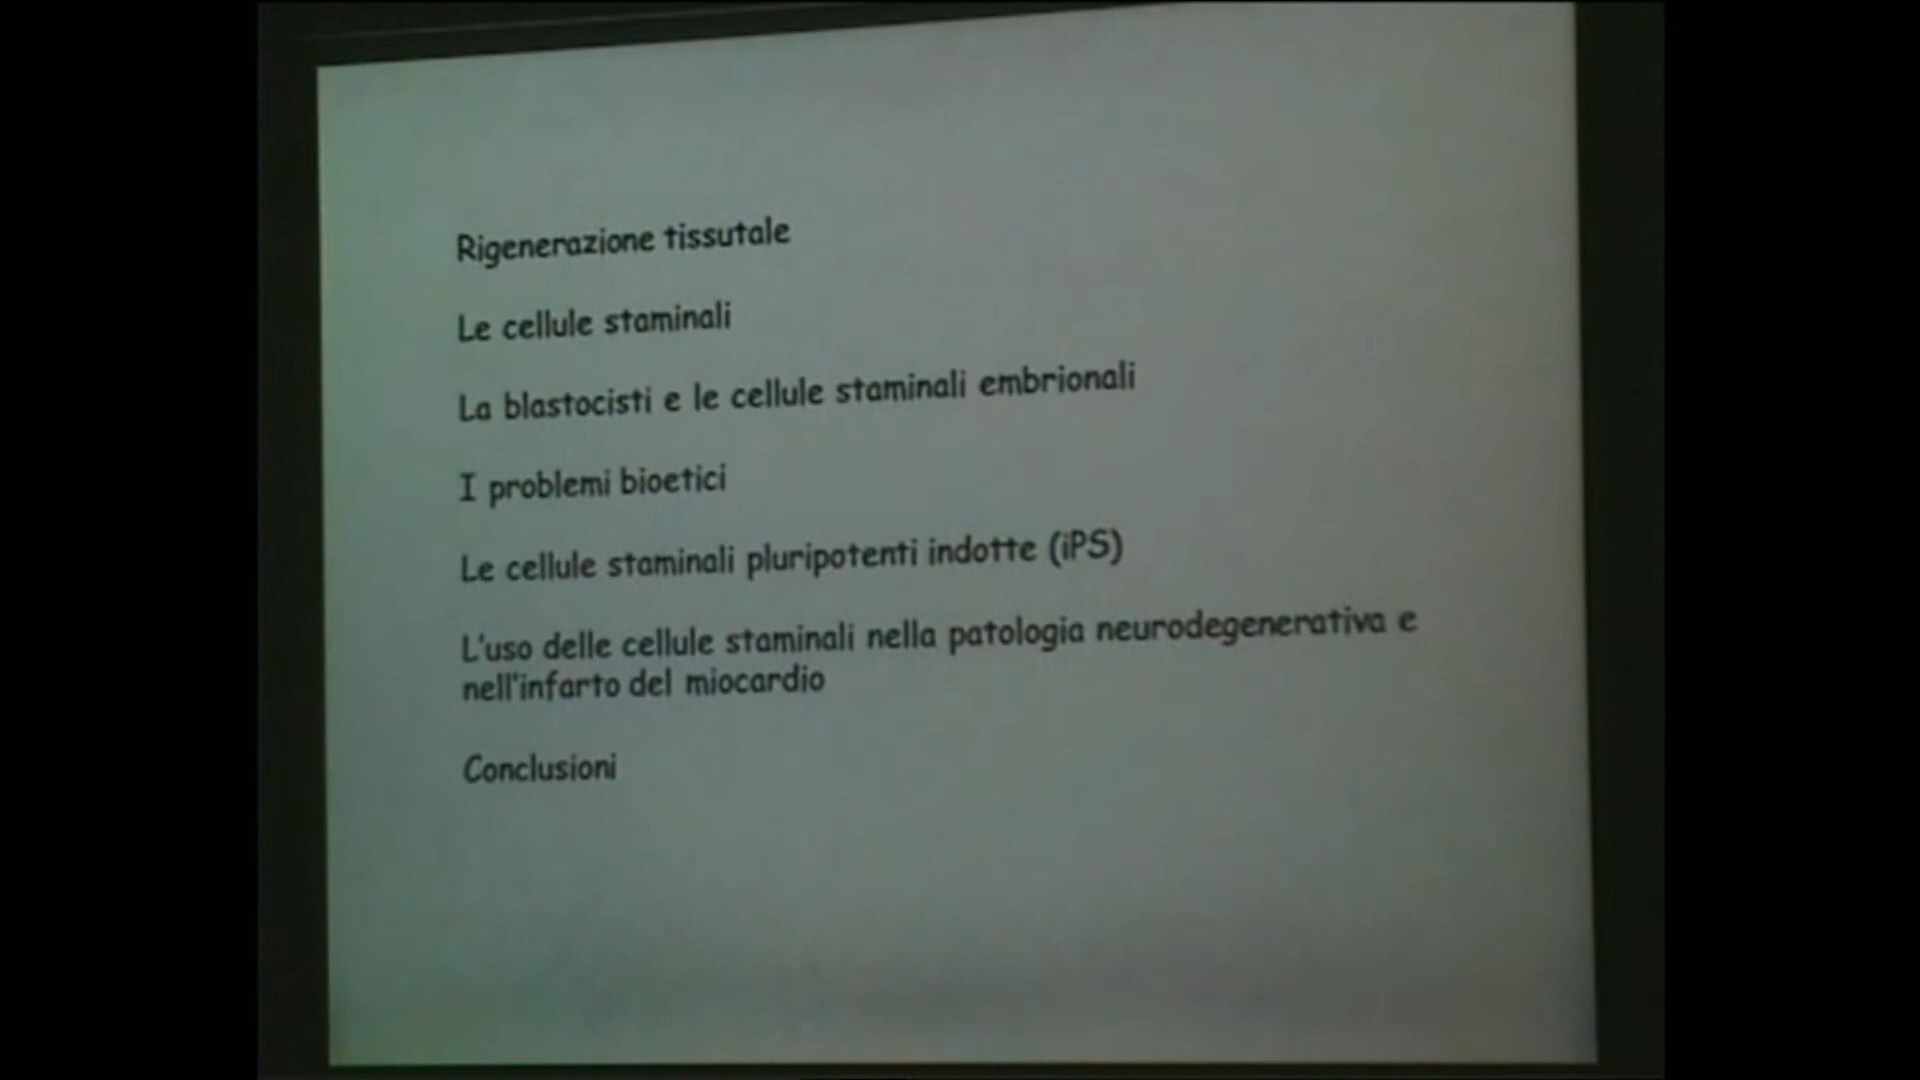 Rigenerazione tissutale
Le cellule staminali
La blastocisti e le cellule staminali embrionali
I problemi bioetici
Le cellule staminali pluripotenti indotte (iPS)
L'uso delle cellule staminali nella patologia neurodegenerativa e
nell'infarto del miocardio
Conclusioni